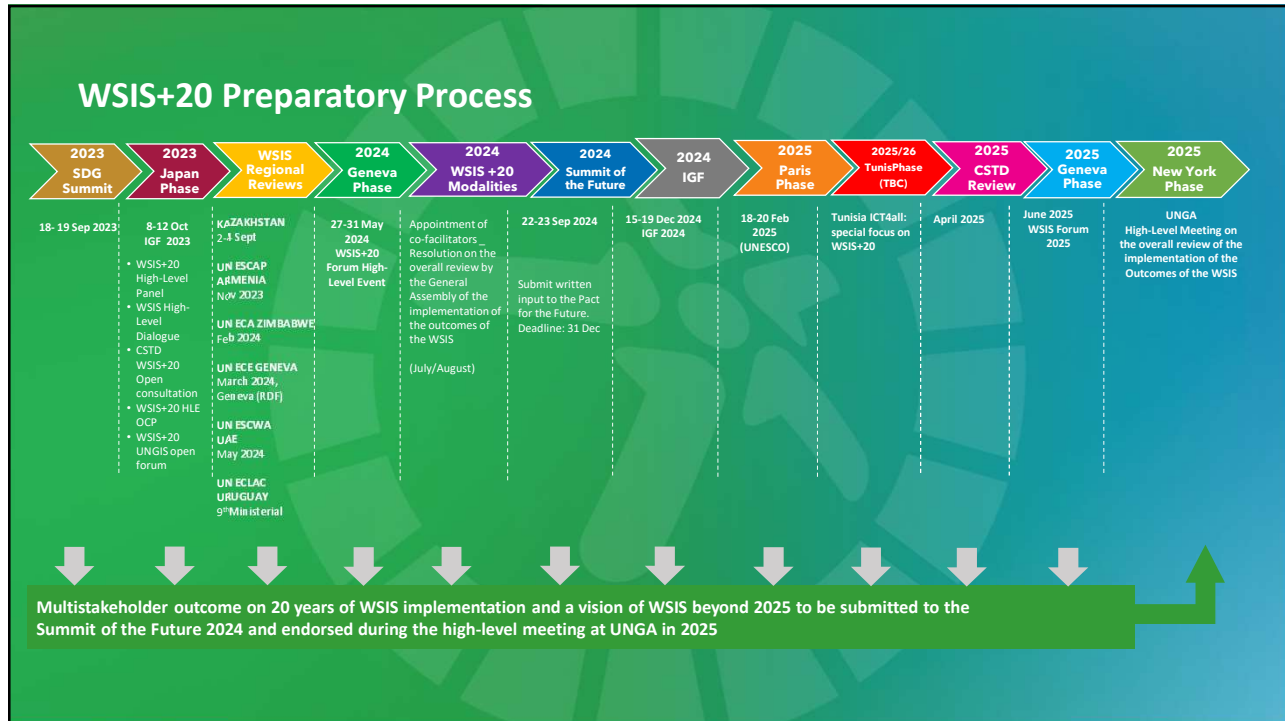 WSIS+20 Preparatory Process
2023
SDG
Summit
2023
Japan
Phase
WSIS
Regional
Reviews
2024
Geneva
Phase
2024
WSIS +20
Modalities
2024
Summit of
the Future
2024
IGF
2025
Paris
Phase
2025/26
TunisPhase
(TBC)
2025
CSTD
Review
2025
Geneva
Phase
2025
New York
Phase
18- 19 Sep 2023
8-12 Oct
IGF 2023
• WSIS+20
High-Level
Panel
• WSIS High-
Level
Dialogue
• CSTD
WSIS+20
Open
consultation
• WSIS+20 HLE
OCP
• WSIS+20
UNGIS open
forum
KAZAKHSTAN
Sept
UN ESCAP
ARMENIA
Nov 2023
UN ECA ZIMBABWE
Feb 2024
UN ECE GENEVA
March 2024,
Geneva (RDF)
UN ESCWA
UAE
May 2024
UN ECLAC
URUGUAY
9th Ministerial
27-31 May
2024
WSIS+20
Forum High-
Level Event
Appointment of
co-facilitators _
Resolution on the
overall review by
the General
Assembly of the
implementation of
the outcomes of
the WSIS
(July/August)
22-23 Sep 2024
Submit written
input to the Pact
for the Future.
Deadline: 31 Dec
15-19 Dec 2024
IGF 2024
18-20 Feb
2025
(UNESCO)
Tunisia ICT4all:
special focus on
WSIS+20
April 2025
June 2025
WSIS Forum
2025
UNGA
High-Level Meeting on
the overall review of the
implementation of the
Outcomes of the WSIS
Multistakeholder outcome on 20 years of WSIS implementation and a vision of WSIS beyond 2025 to be submitted to the
Summit of the Future 2024 and endorsed during the high-level meeting at UNGA in 2025